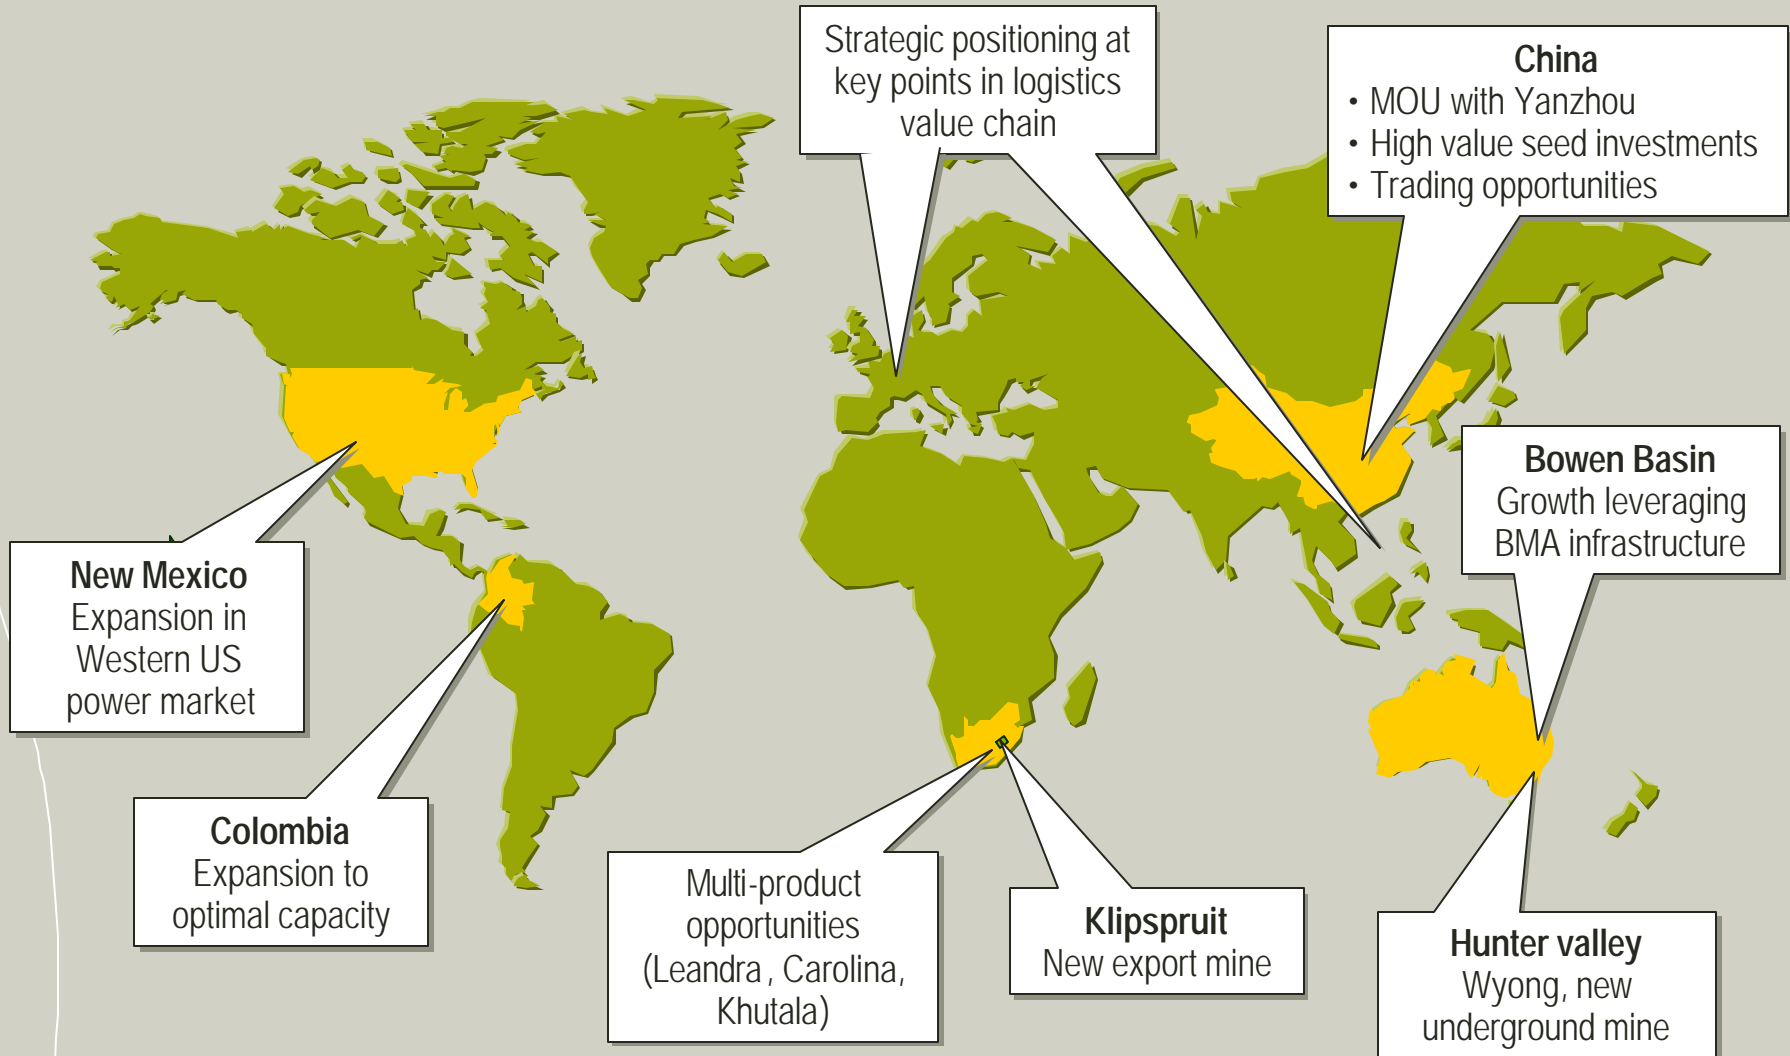 Strategic positioning at
key points in logistics
value chain
China
• MOU with Yanzhou
• High value seed investments
• Trading opportunities
Bowen Basin
Growth leveraging
BMA infrastructure
New Mexico
Expansion in
Western US
power market
Colombia
Expansion to
optimal capacity
Multi-product
opportunities
(Leandra, Carolina,
Khutala)
Klipspruit
New export mine
Hunter valley
Wyong, new
underground mine